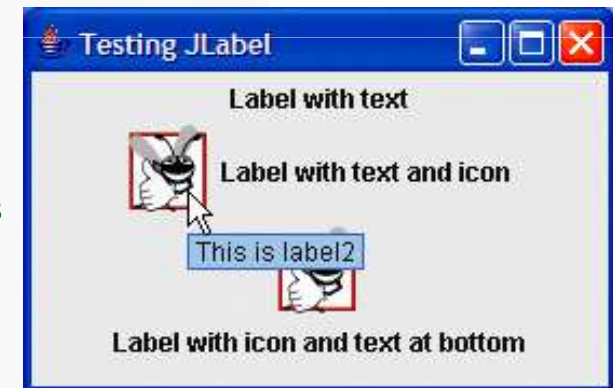 Testing JLabel
Label with text
Label with text and icon
This is label2
Label with icon and text at bottom